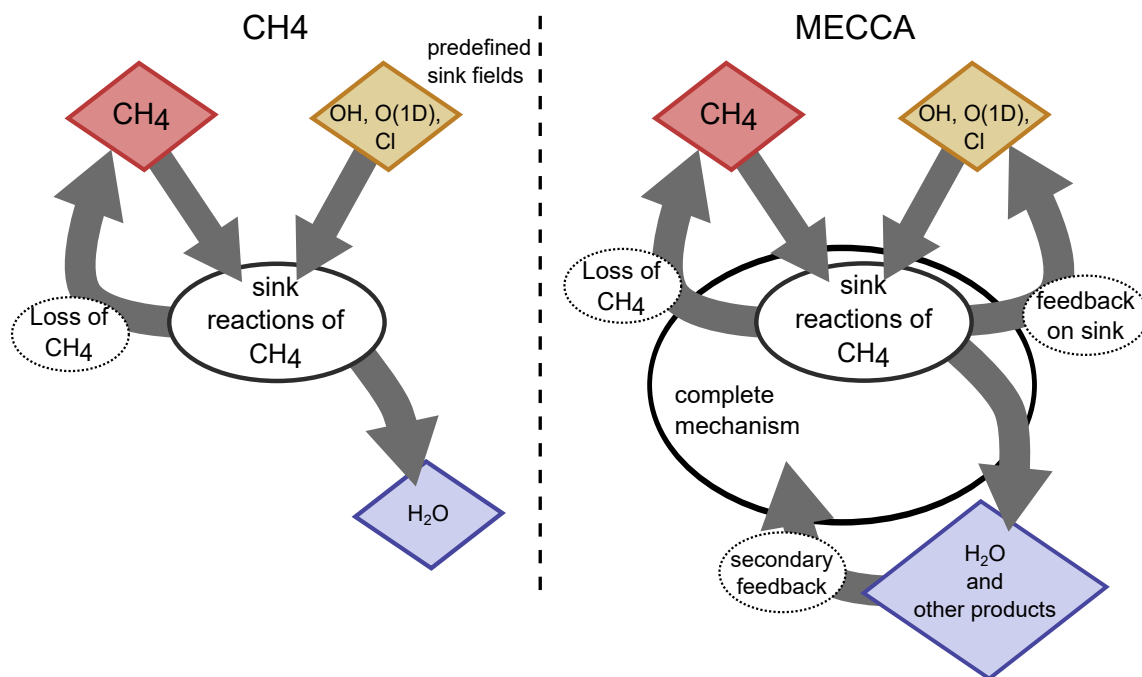 CH4
predefined
sink fields
CH4
OH, O(1D),
Cl
sink
reactions of
CH4
Loss of
CH4
H₂O
MECCA
CH4
OH, O(1D),
Cl
Loss of
CH4
sink
reactions of
CH4
feedback
on sink
complete
mechanism
secondary
feedback
H₂O
and
other products